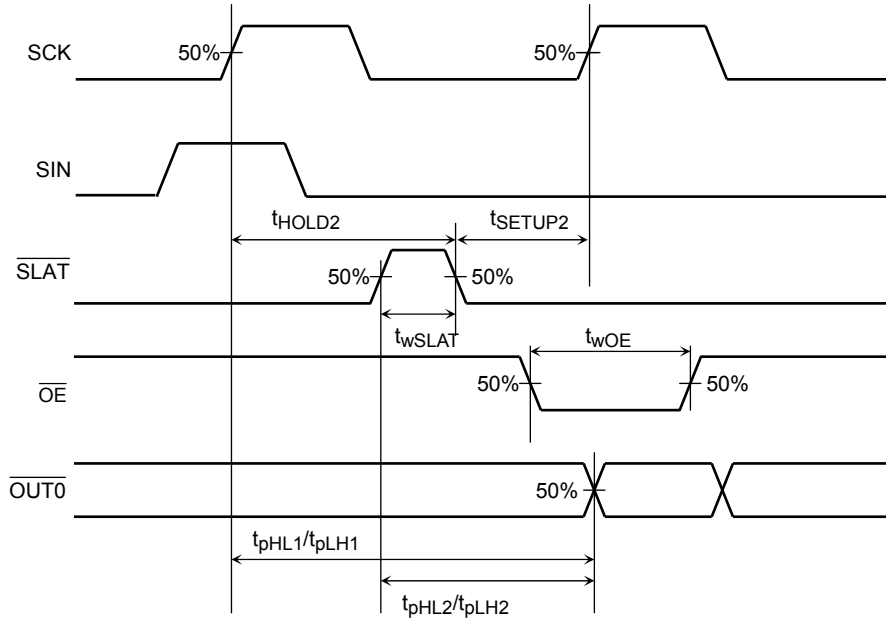 SCK
50%
50%
SIN
tHOLD2
tSETUP2
SLAT
50%
50%
twSLAT
twOE
OE
50%
50%
OUT0
50%
tpHL1/tpLH1
tpHL2/tpLH2